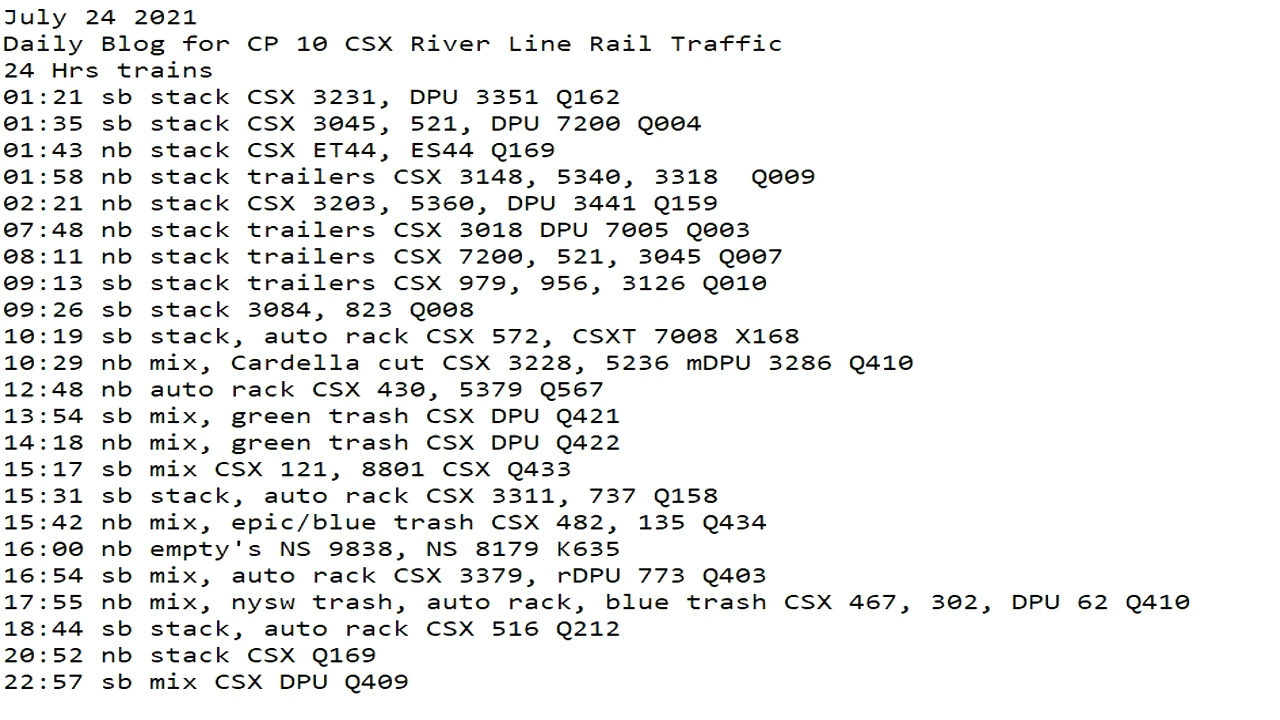 July 24 2021
Daily Blog for CP 10 CSX River Line Rail Traffic
24 Hrs trains
01:21 sb stack CSX 3231, DPU 3351 Q162
01:35 sb stack CSX 3045, 521, DPU 7200 Q004
01:43 nb stack CSX ET44, ES44 Q169
01:58 nb stack trailers CSX 3148, 5340, 3318  Q009
02:21 nb stack CSX 3203, 5360, DPU 3441 Q159
07:48 nb stack trailers CSX 3018 DPU 7005 Q003
08:11 nb stack trailers CSX 7200, 521, 3045 Q007
09:13 sb stack trailers CSX 979, 956, 3126 Q010
09:26 sb stack 3084, 823 Q008
10:19 sb stack, auto rack CSX 572, CSXT 7008 X168
10:29 nb mix, Cardella cut CSX 3228, 5236 mDPU 3286 Q410
12:48 nb auto rack CSX 430, 5379 Q567
13:54 sb mix, green trash CSX DPU Q421
14:18 nb mix, green trash CSX DPU Q422
15:17 sb mix CSX 121, 8801 CSX Q433
15:31 sb stack, auto rack CSX 3311, 737 Q158
15:42 nb mix, epic/blue trash CSX 482, 135 Q434
16:00 nb empty's NS 9838, NS 8179 K635
16:54 sb mix, auto rack CSX 3379, rDPU 773 Q403
17:55 nb mix, nysw trash, auto rack, blue trash CSX 467, 302, DPU 62 Q410
18:44 sb stack, auto rack CSX 516 Q212
20:52 nb stack CSX Q169
22:57 sb mix CSX DPU Q409